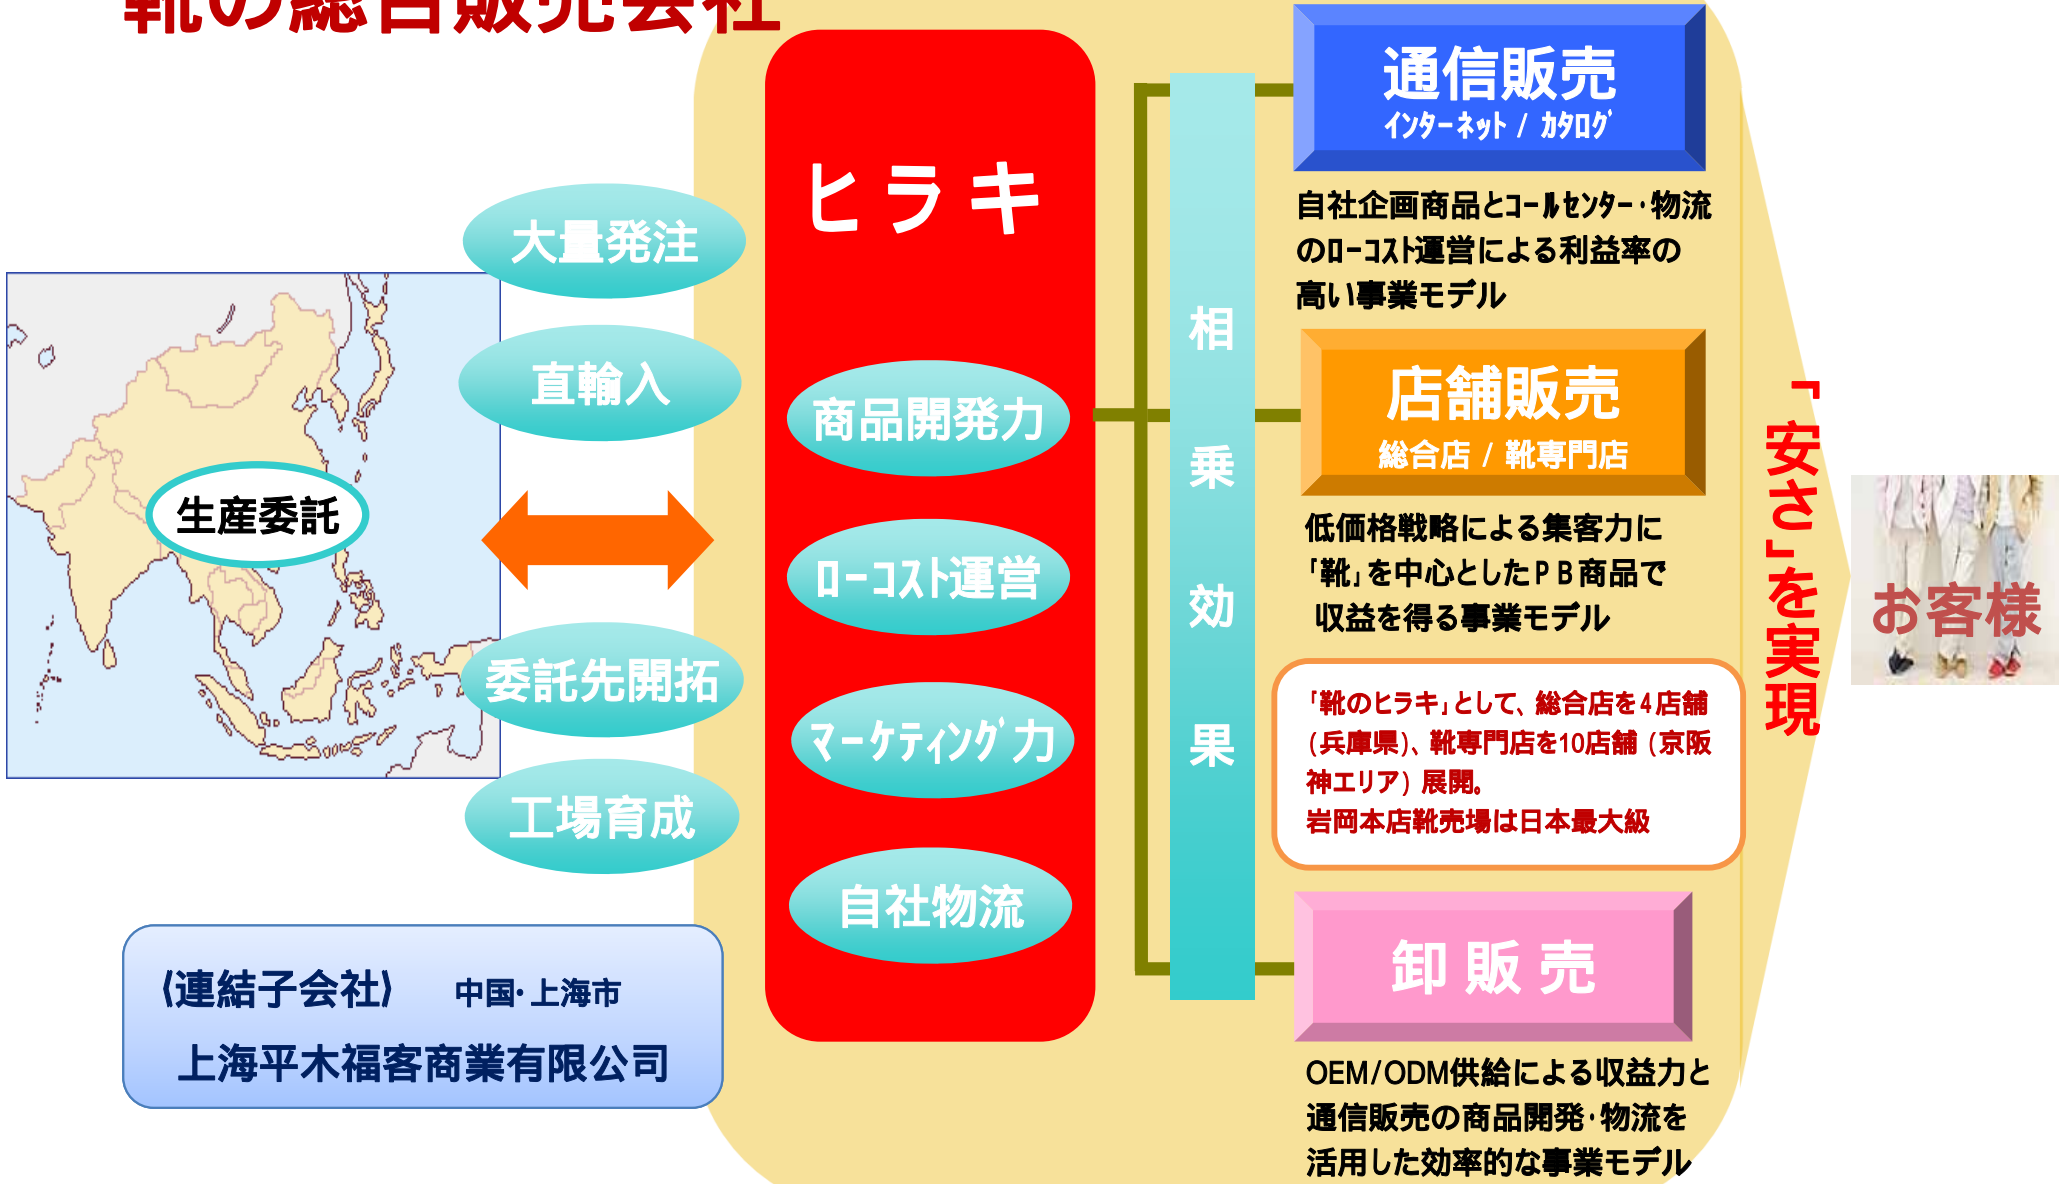 靴の総合販売会社
大量発注
直輸入
生産委託
委託先開拓
工場育成
〈連結子会社〉 中国・上海市
上海平木福客商業有限公司
ヒラキ
商品開発力
ﾛｰｺｽﾄ運営
ﾏｰｹﾃｨﾝｸﾞ力
自社物流
相
乗
効
果
通信販売
ｲﾝﾀｰﾈｯﾄ / ｶﾀﾛｸﾞ
自社企画商品とｺｰﾙｾﾝﾀｰ･物流
のﾛｰｺｽﾄ運営による利益率の
高い事業モデル
店舗販売
総合店 / 靴専門店
低価格戦略による集客力に
「靴」を中心としたＰＢ商品で
収益を得る事業モデル
「靴のヒラキ」として、総合店を４店舗
（兵庫県）、靴専門店を10店舗（京阪
神エリア）展開。
岩岡本店靴売場は日本最大級
卸販売
OEM/ODM供給による収益力と
通信販売の商品開発・物流を
活用した効率的な事業モデル
「安さ」を実現
お客様